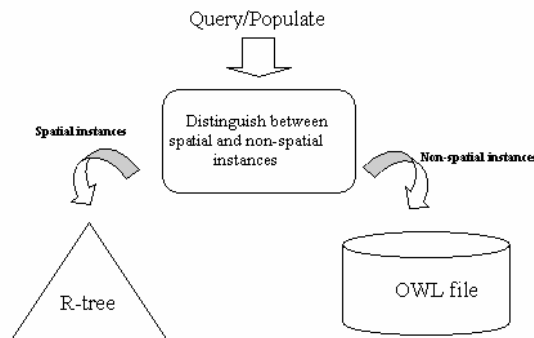 Query/Populate
Distinguish between
spatial and non-spatial
instances
Spatial instances
Non-spatial instances
R-tree
OWL file